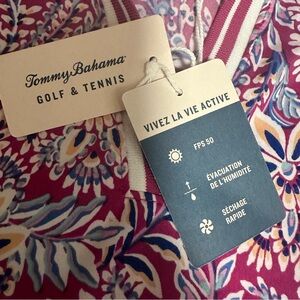 Tommy Bahama
GOLF & TENNIS
VIVEZ LA VIE ACTIVE
FPS 50
ÉVACUATION
DE L'HUMIDITÉ
SÉCHAGE
RAPIDE